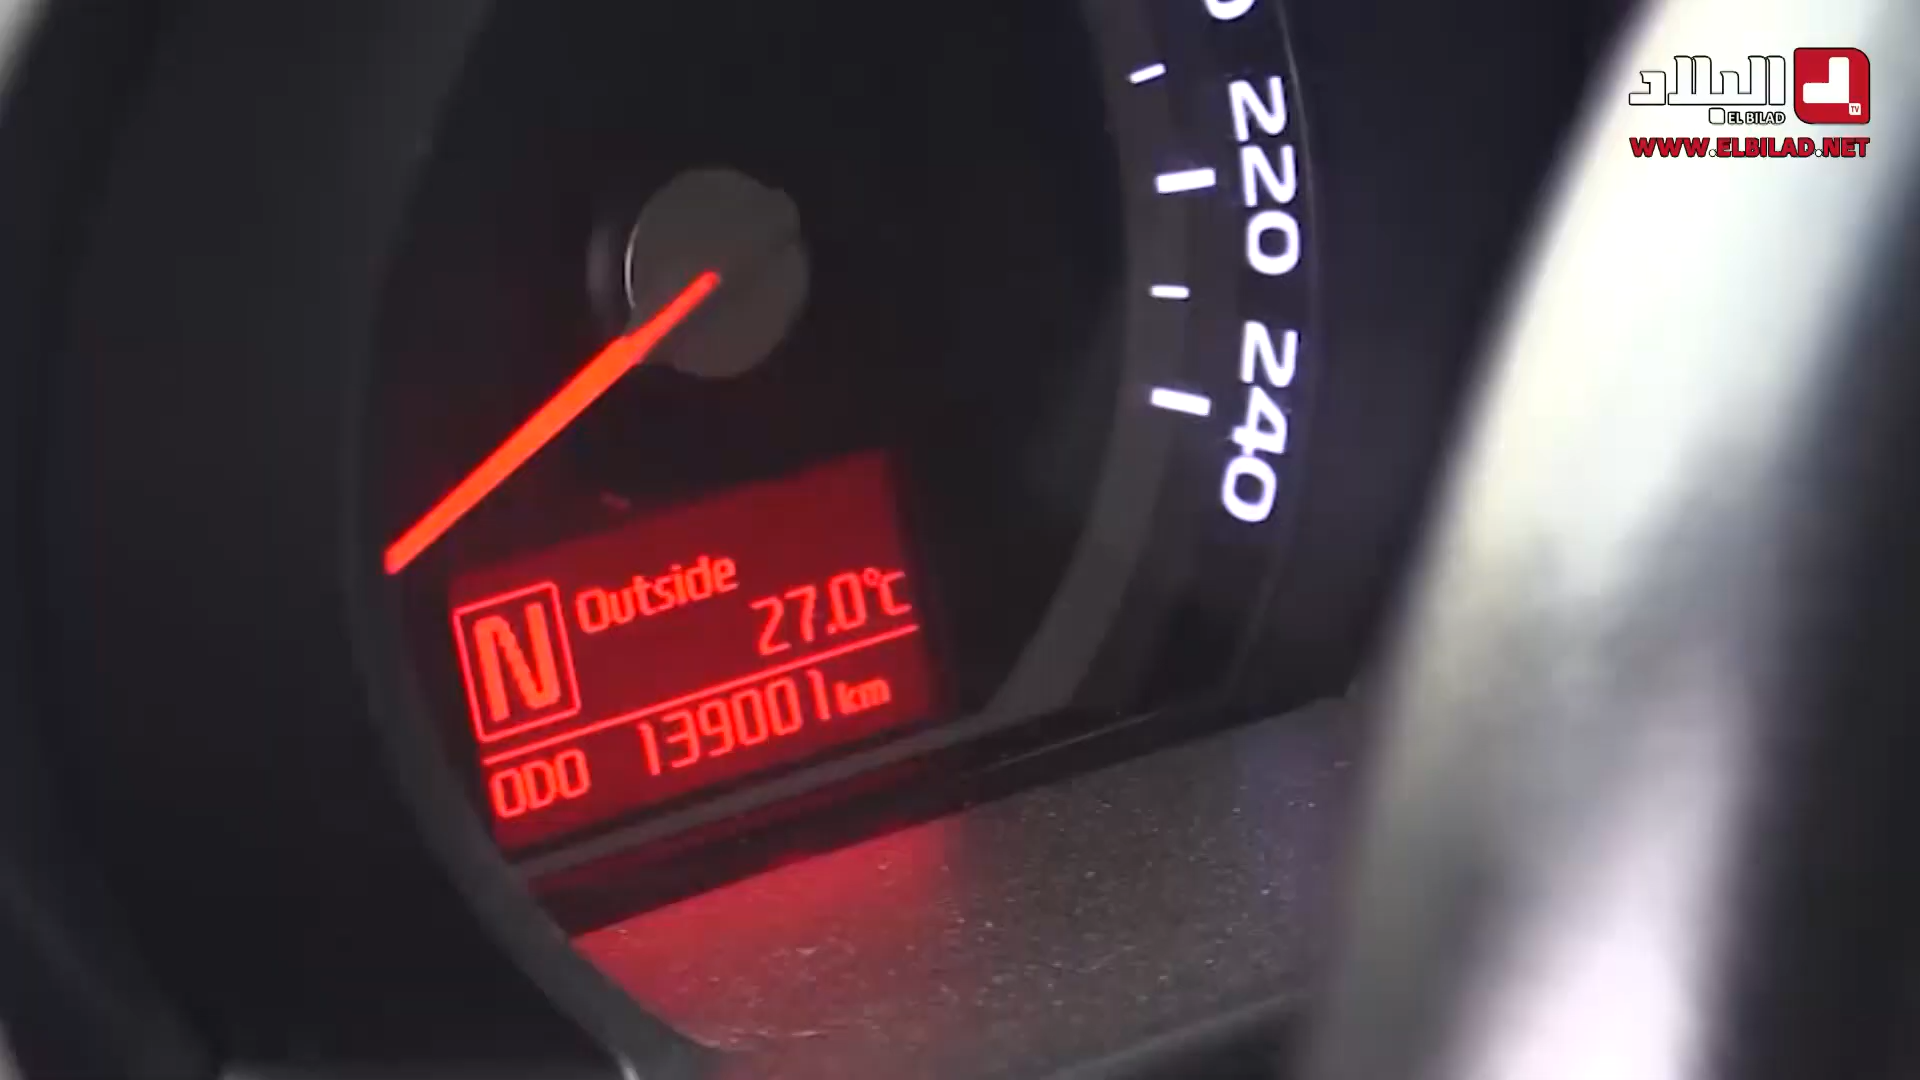 220
240
البلاد
TV
EL BILAD
WWW.ELBILAD.NET
N
Outside
27.0°C
ODO 139001 km